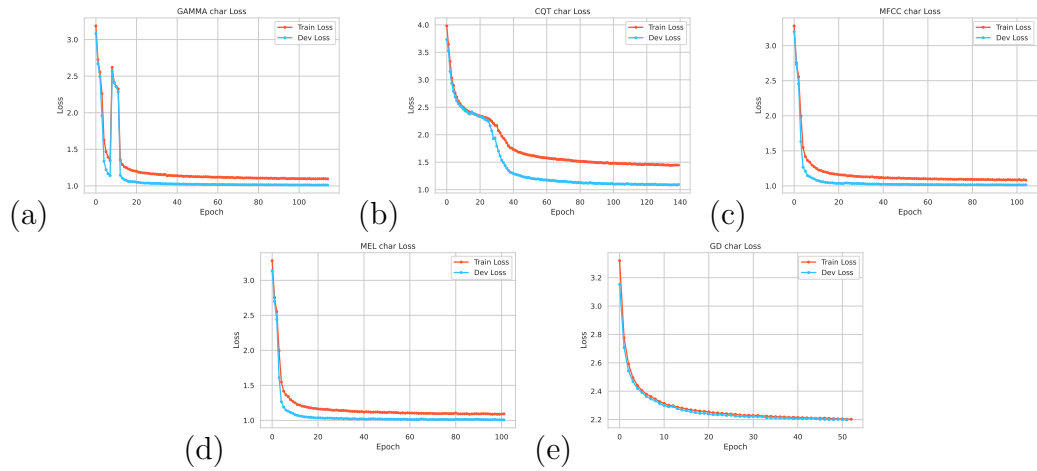 GAMMA char Loss
Train Loss
Dev Loss
3.0
2.5
2.0
1.5
1.0
Loss
0 20 40 60 80 100
Epoch
(a)
CQT char Loss
Train Loss
Dev Loss
4.0
3.5
3.0
2.5
2.0
1.5
1.0
Loss
0 20 40 60 80 100 120 140
Epoch
(b)
MFCC char Loss
Train Loss
Dev Loss
3.0
2.5
2.0
1.5
1.0
Loss
0 20 40 60 80 100
Epoch
(c)
MEL char Loss
Train Loss
Dev Loss
3.0
2.5
2.0
1.5
1.0
Loss
0 20 40 60 80 100
Epoch
(d)
GD char Loss
Train Loss
Dev Loss
3.2
3.0
2.8
2.6
2.4
2.2
Loss
0 10 20 30 40 50
Epoch
(e)